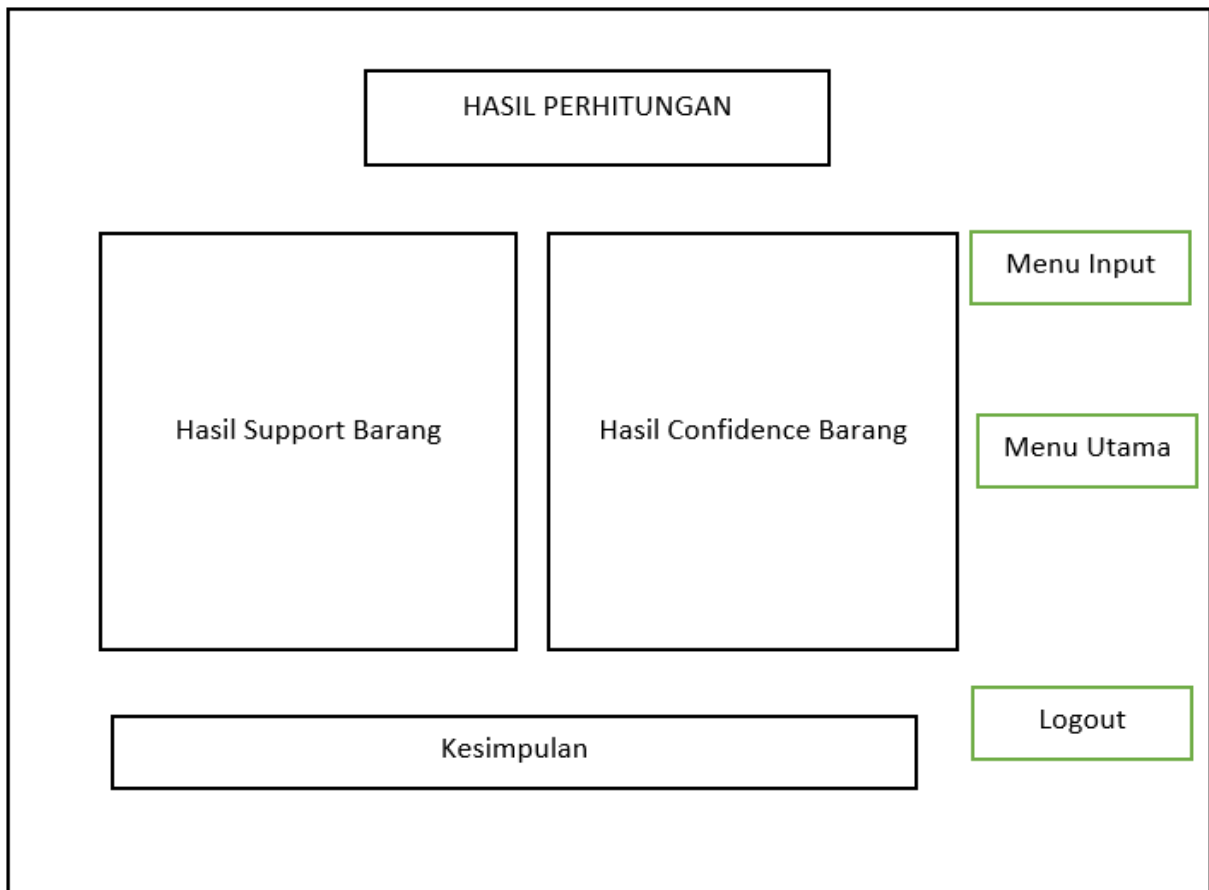 HASIL PERHITUNGAN
Hasil Support Barang
Hasil Confidence Barang
Menu Input
Menu Utama
Logout
Kesimpulan